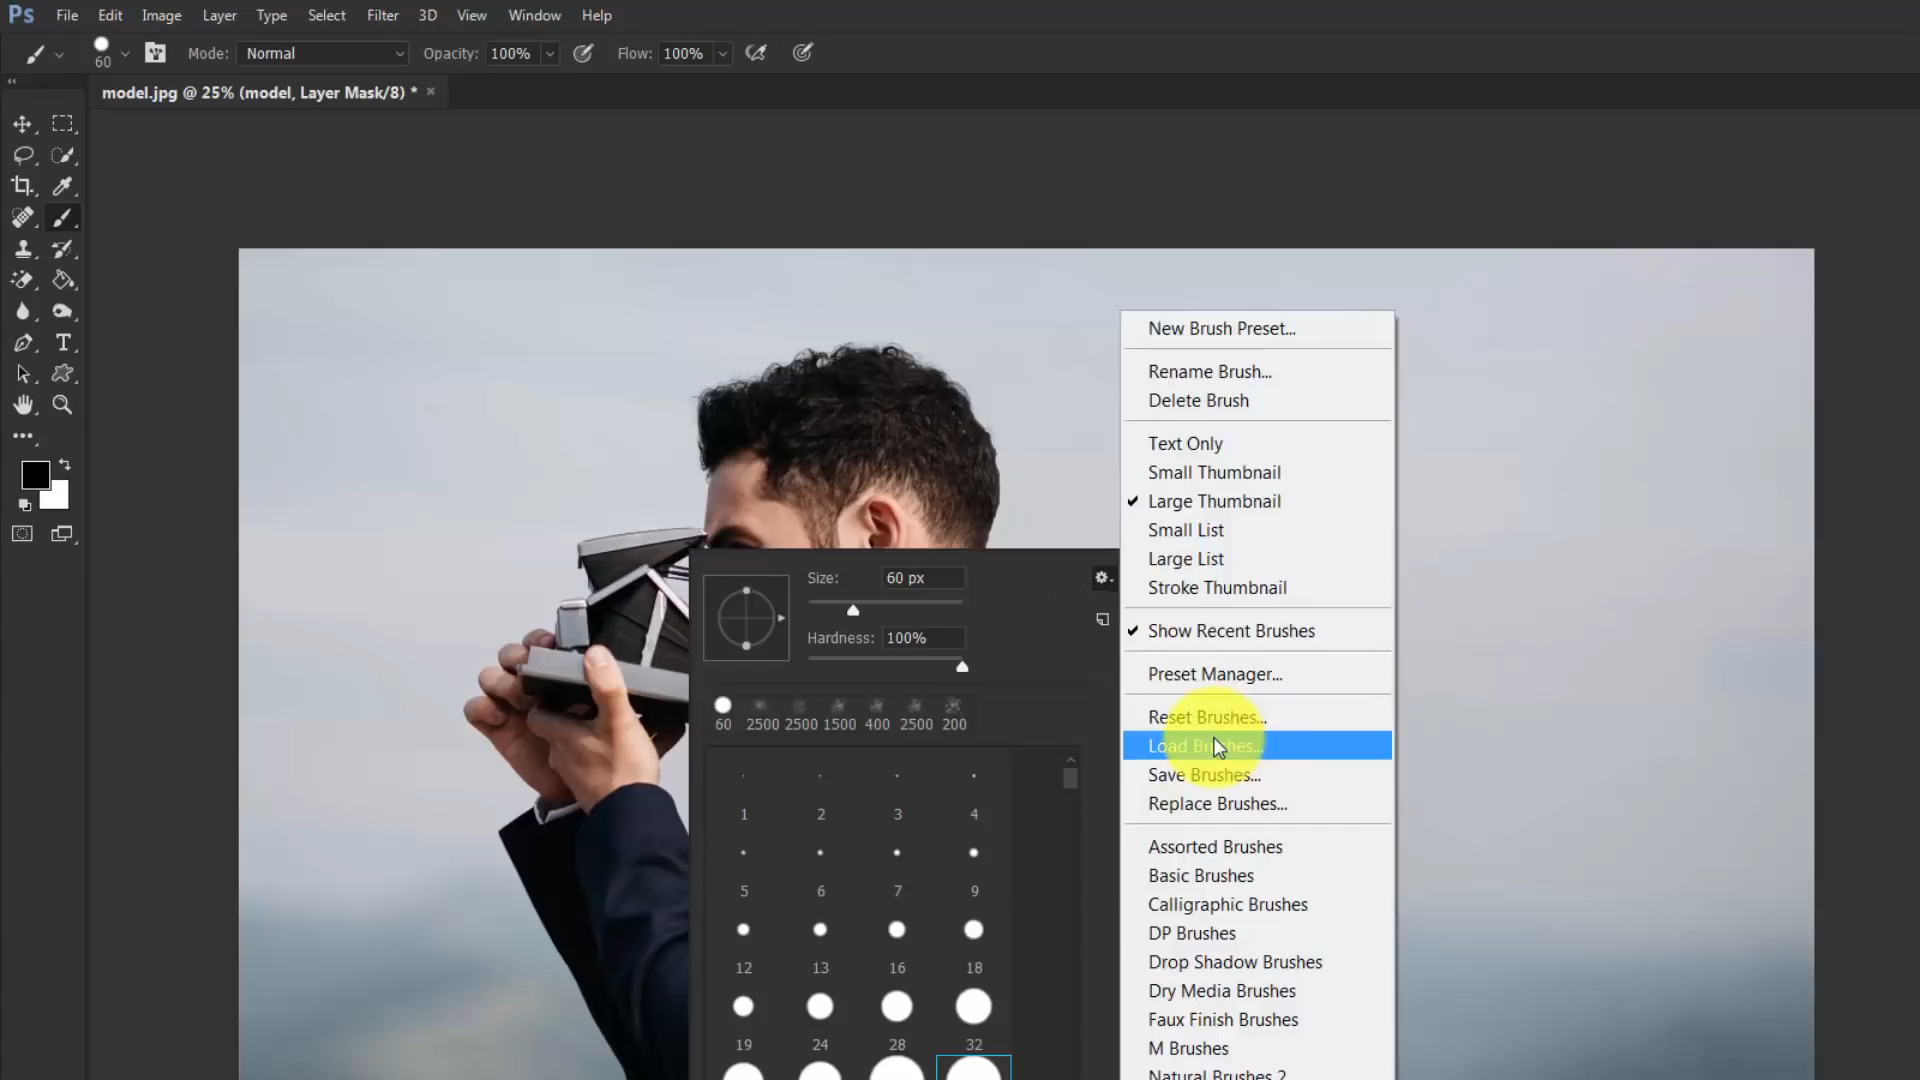 Ps File Edit Image Layer Type Select Filter 3D View Window Help
60 Mode: Normal Opacity: 100% Flow: 100%
model.jpg @ 25% (model, Layer Mask/8) * ×
T
New Brush Preset...
Rename Brush...
Delete Brush
Text Only
Small Thumbnail
Large Thumbnail
Small List
Large List
Stroke Thumbnail
Show Recent Brushes
Preset Manager...
Reset Brushes...
Load Brushes...
Save Brushes...
Replace Brushes...
Assorted Brushes
Basic Brushes
Calligraphic Brushes
DP Brushes
Drop Shadow Brushes
Dry Media Brushes
Faux Finish Brushes
M Brushes
Natural Brushes 2
Size: 60 px
Hardness: 100%
60 2500 2500 1500 400 2500 200
1 2 3 4
5 6 7 9
12 13 16 18
19 24 28 32